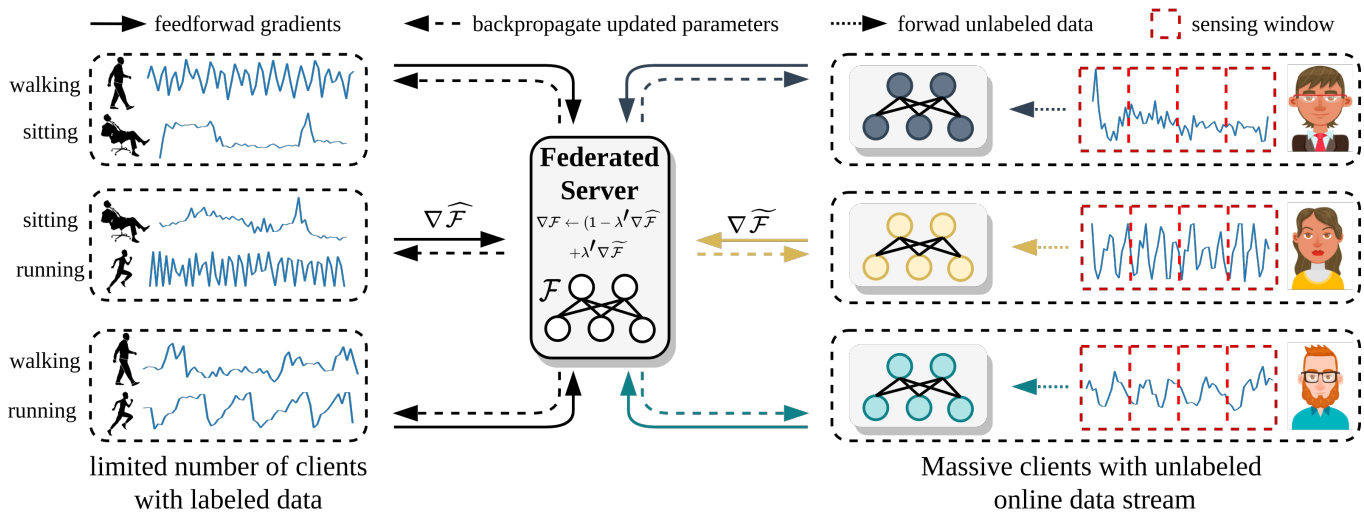 feedforwad gradients
backpropagate updated parameters
forwad unlabeled data
sensing window
walking
sitting
sitting
running
walking
running
limited number of clients
with labeled data
∇F̂
Federated
Server
∇F ← (1 − λ′∇F̂
+λ′∇F̃
F
∇F̃
Massive clients with unlabeled
online data stream